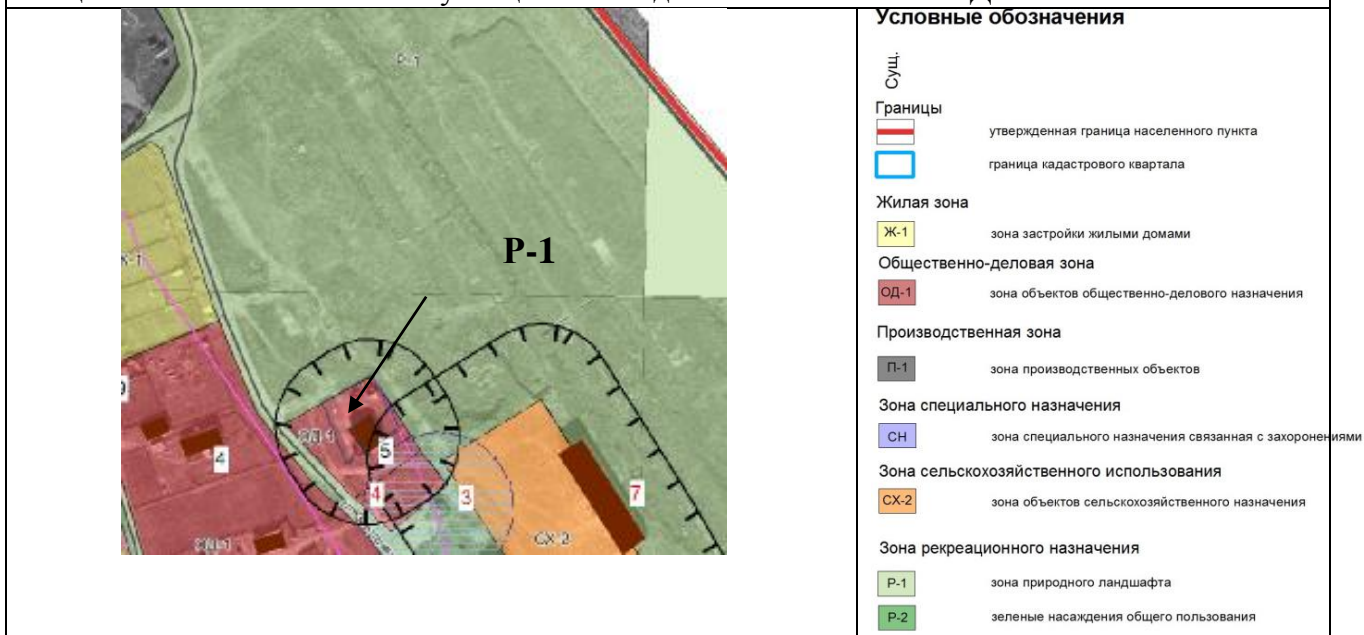 Р-1
Р-1
Ж-1
ОД-1
5
4
4
3
7
СХ-2
Условные обозначения
Сущ.
Границы
утвержденная граница населенного пункта
граница кадастрового квартала
Жилая зона
Ж-1 зона застройки жилыми домами
Общественно-деловая зона
ОД-1 зона объектов общественно-делового назначения
Производственная зона
П-1 зона производственных объектов
Зона специального назначения
СН зона специального назначения связанная с захоронениями
Зона сельскохозяйственного использования
СХ-2 зона объектов сельскохозяйственного назначения
Зона рекреационного назначения
Р-1 зона природного ландшафта
Р-2 зеленые насаждения общего пользования